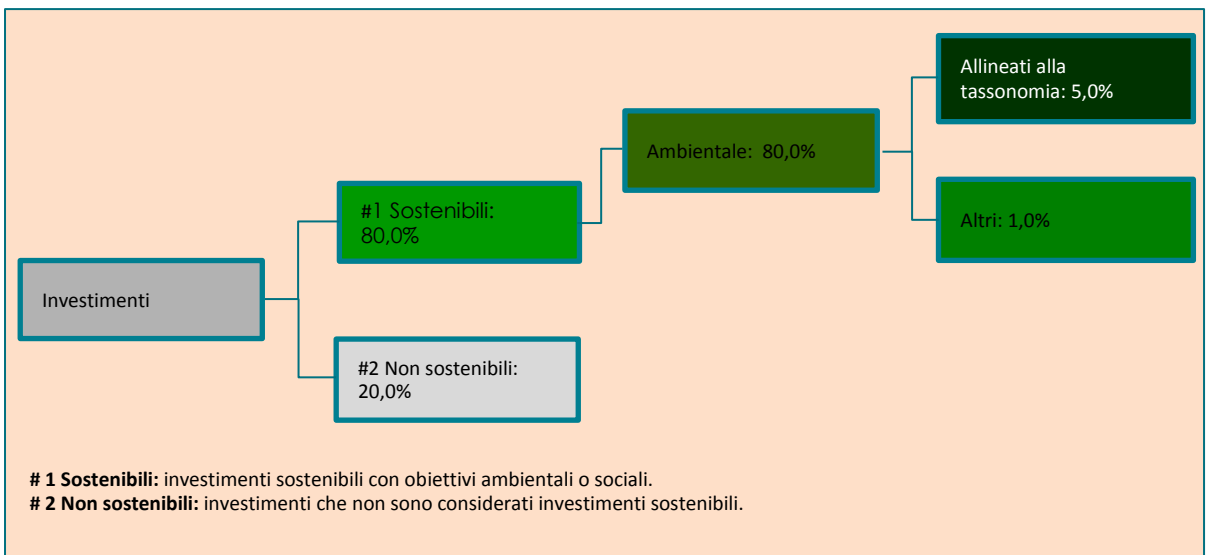 Allineati alla
tassonomia: 5,0%
Ambientale: 80,0%
#1 Sostenibili:
80,0%
Altri: 1,0%
Investimenti
#2 Non sostenibili:
20,0%
# 1 Sostenibili: investimenti sostenibili con obiettivi ambientali o sociali.
# 2 Non sostenibili: investimenti che non sono considerati investimenti sostenibili.